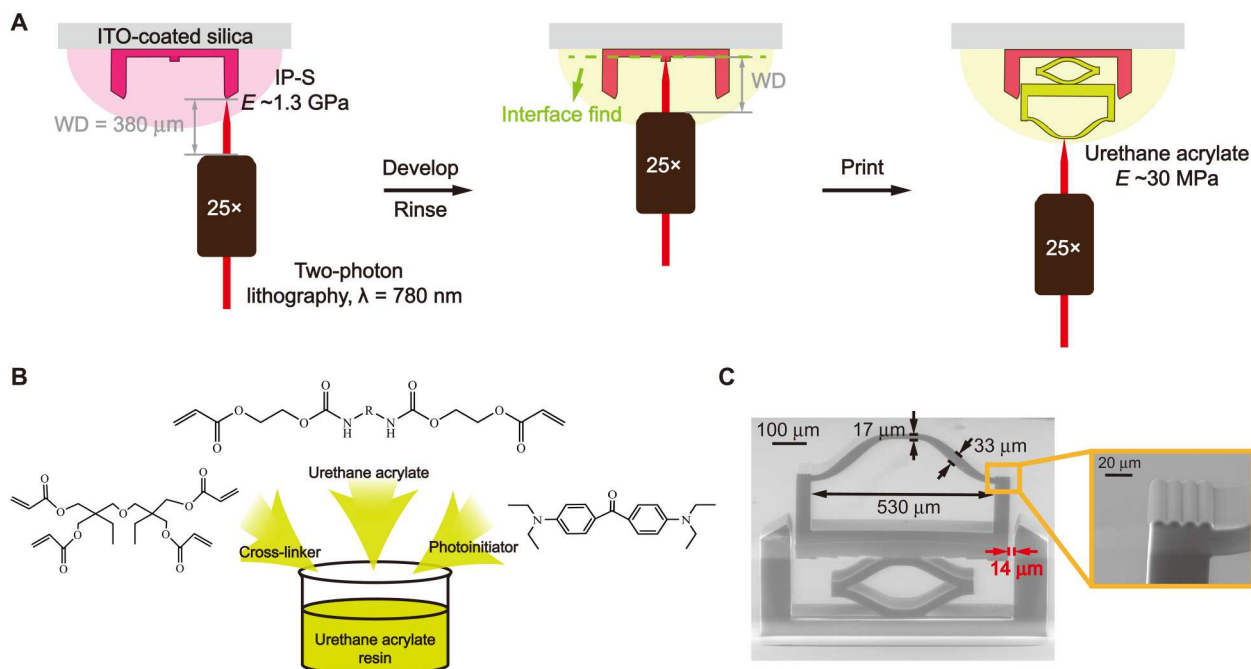 A
ITO-coated silica
IP-S
E ~1.3 GPa
WD = 380 μm
25×
Two-photon
lithography, λ = 780 nm
Develop
Rinse
WD
Interface find
25×
Print
Urethane acrylate
E ~30 MPa
25×
B
O
O
O
N
H
R
N
H
O
O
O
O
O
Urethane acrylate
O
O
O
O
O
O
O
O
O
Cross-linker
Photoinitiator
O
N
N
Urethane acrylate
resin
C
100 μm
17 μm
33 μm
530 μm
14 μm
20 μm